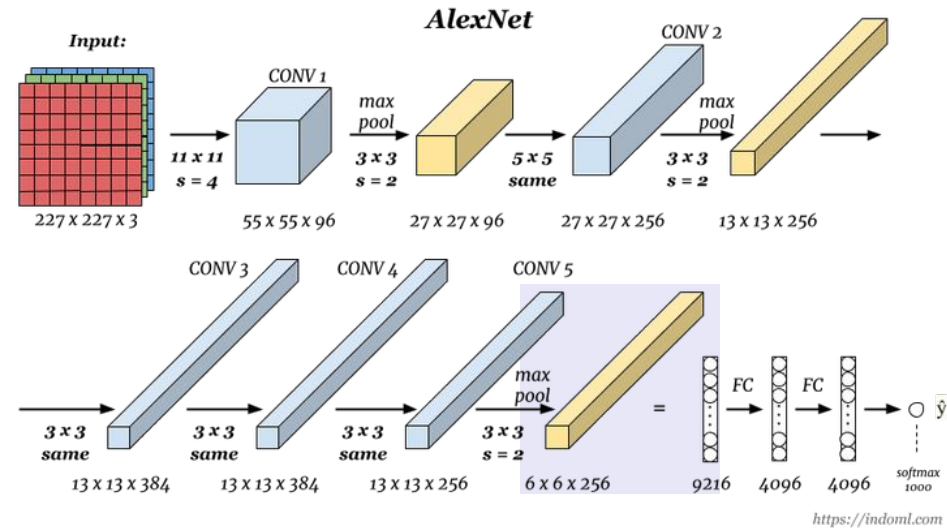 AlexNet
Input:
CONV 1
CONV 2
max
pool
max
pool
11 x 11
s = 4
3 x 3
s = 2
5 x 5
same
3 x 3
s = 2
227 x 227 x 3
55 x 55 x 96
27 x 27 x 96
27 x 27 x 256
13 x 13 x 256
CONV 3
CONV 4
CONV 5
max
pool
FC
FC
=
ŷ
3 x 3
same
3 x 3
same
3 x 3
same
3 x 3
s = 2
13 x 13 x 384
13 x 13 x 384
13 x 13 x 256
6 x 6 x 256
9216
4096
4096
softmax
1000
https://indoml.com